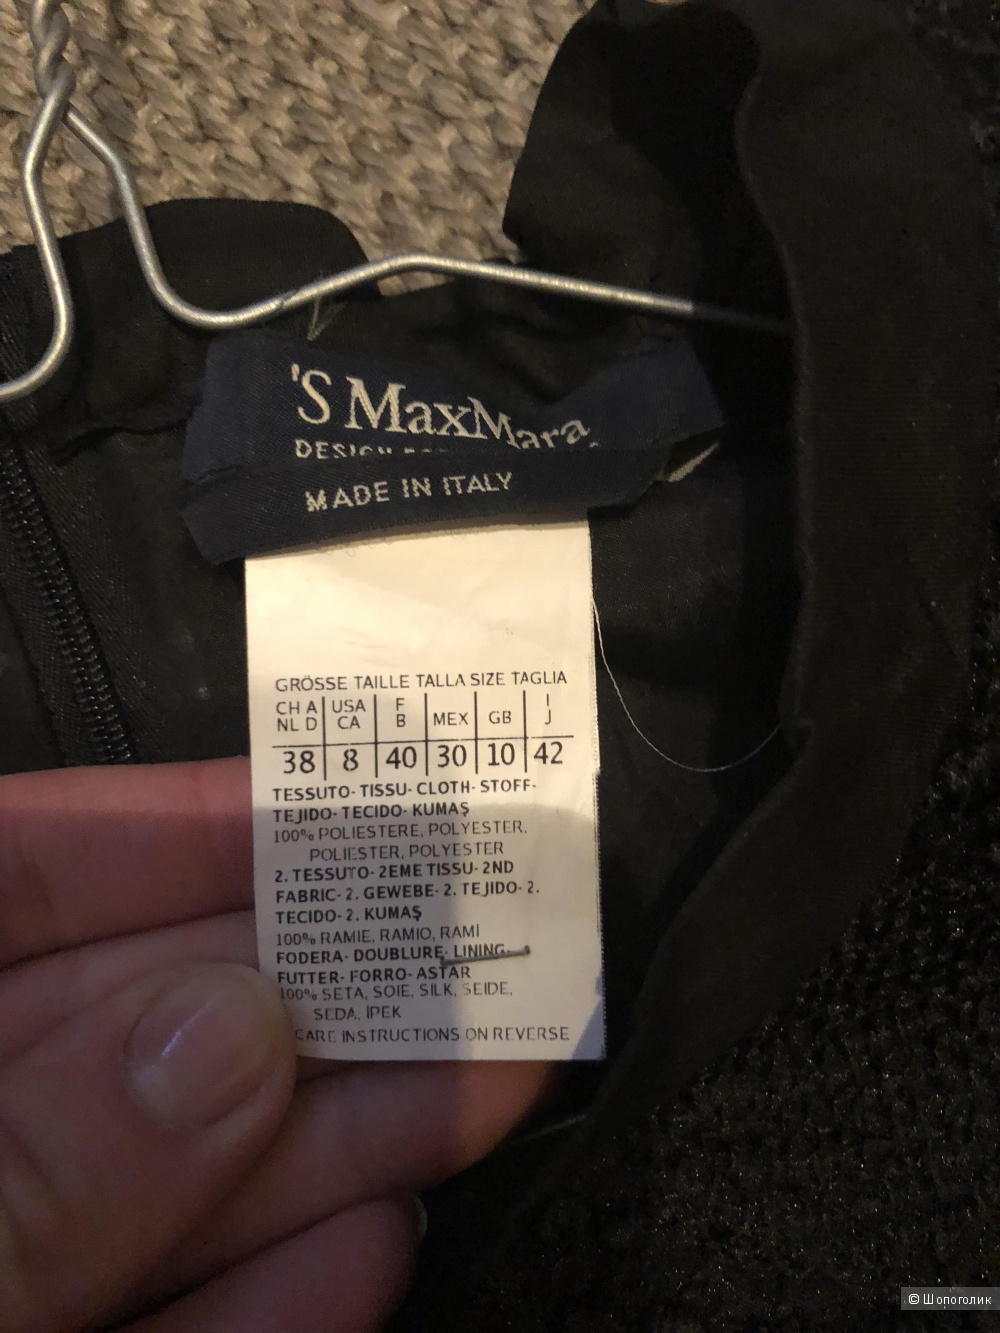 'S MaxMara
MADE IN ITALY
GRÖSSE TAILLE TALLA SIZE TAGLIA
CH A USA F MEX GB I
NL D CA B J
38 8 40 30 10 42
TESSUTO- TISSU- CLOTH- STOFF-
TEJIDO- TECIDO- KUMAŞ
100% POLIESTERE, POLYESTER,
POLIESTER, POLYESTER
2. TESSUTO- 2EME TISSU- 2ND
FABRIC- 2. GEWEBE- 2. TEJIDO- 2.
TECIDO- 2. KUMAŞ
100% RAMIE, RAMIO, RAMI
FODERA- DOUBLURE- LINING-
FUTTER- FORRO- ASTAR
100% SETA, SOIE, SILK, SEIDE,
SEDA, IPEK
CARE INSTRUCTIONS ON REVERSE
© Шопоголик